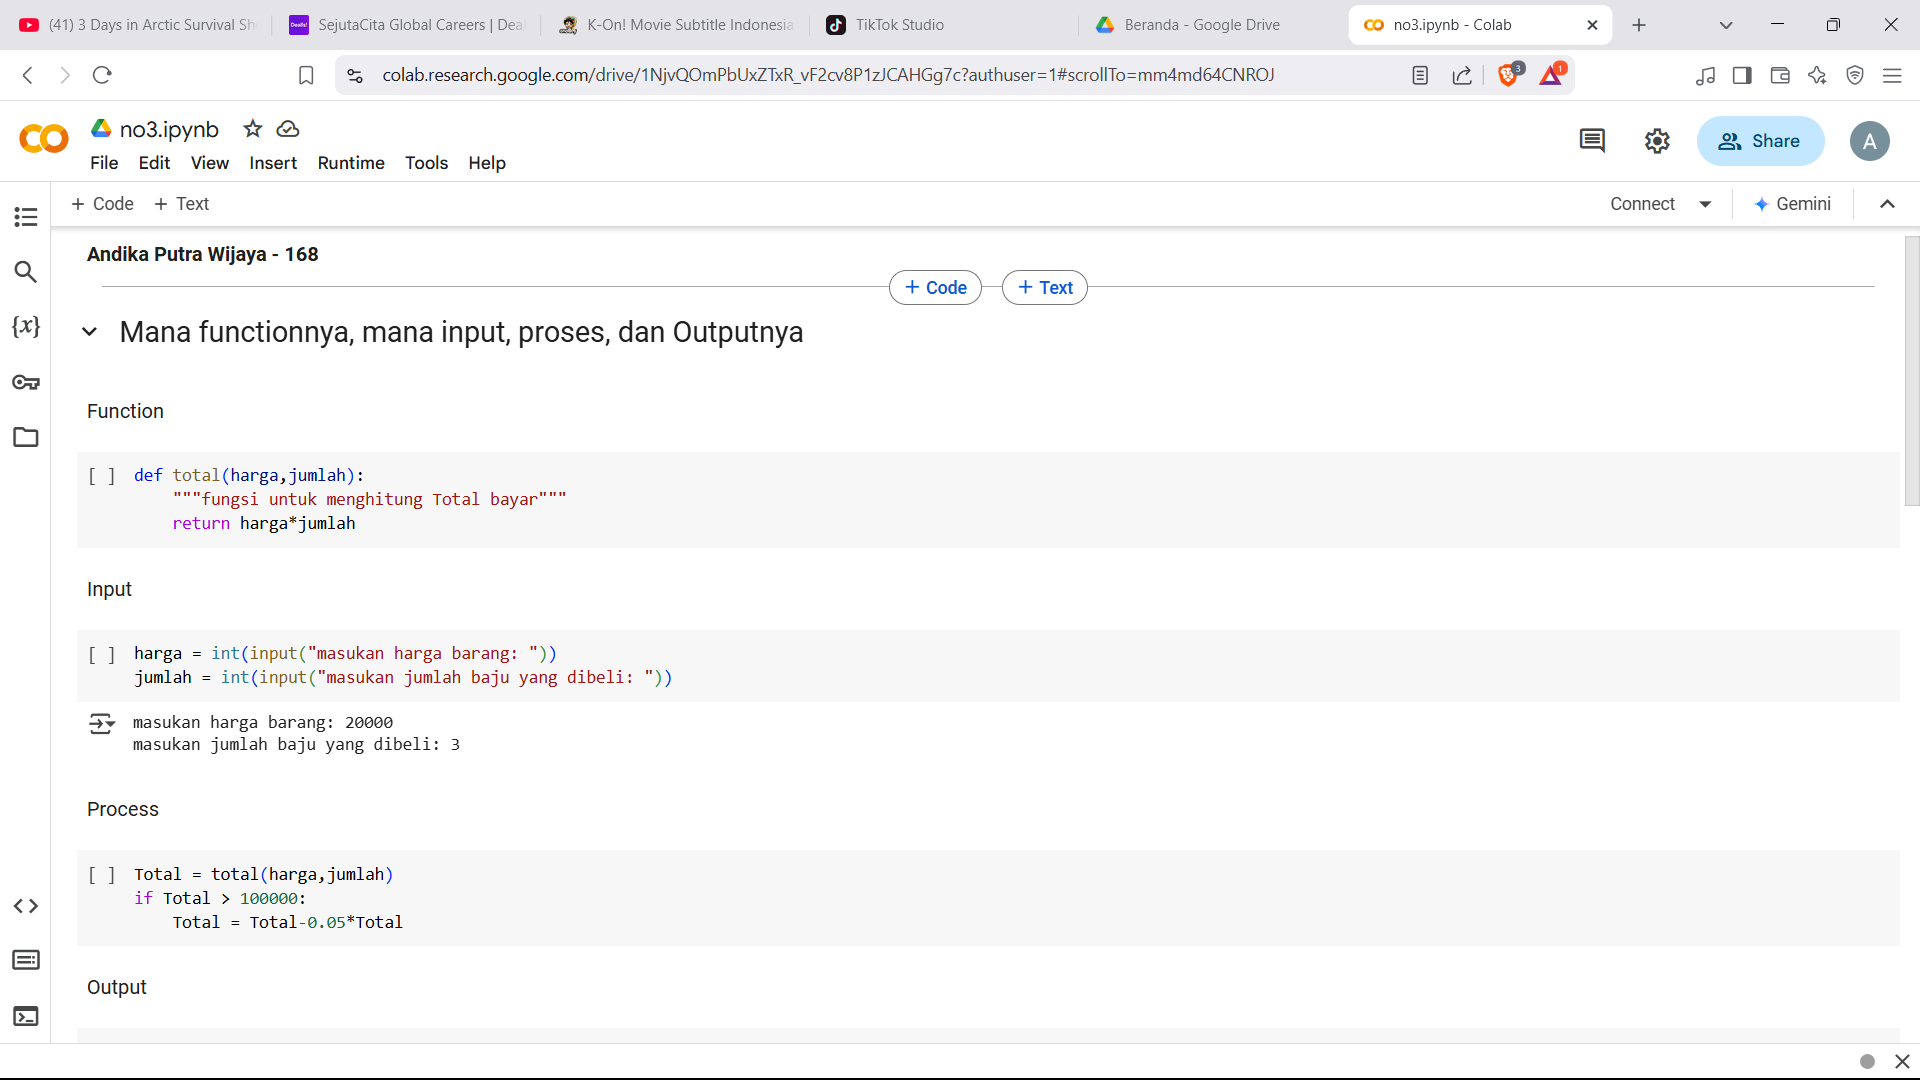 (41) 3 Days in Arctic Survival Sh
SejutaCita Global Careers | Deal
K-On! Movie Subtitle Indonesia
TikTok Studio
Beranda - Google Drive
no3.ipynb - Colab
colab.research.google.com/drive/1NjvQOmPbUxZTxR_vF2cv8P1zJCAHGg7c?authuser=1#scrollTo=mm4md64CNROJ
3
1
no3.ipynb
File Edit View Insert Runtime Tools Help
Share
A
+ Code + Text
Connect
Gemini
Andika Putra Wijaya - 168
+ Code + Text
Mana functionnya, mana input, proses, dan Outputnya
{x}
Function
[ ] def total(harga,jumlah):
"""fungsi untuk menghitung Total bayar"""
return harga*jumlah
Input
[ ] harga = int(input("masukan harga barang: "))
jumlah = int(input("masukan jumlah baju yang dibeli: "))
masukan harga barang: 20000
masukan jumlah baju yang dibeli: 3
Process
[ ] Total = total(harga,jumlah)
if Total > 100000:
Total = Total-0.05*Total
Output